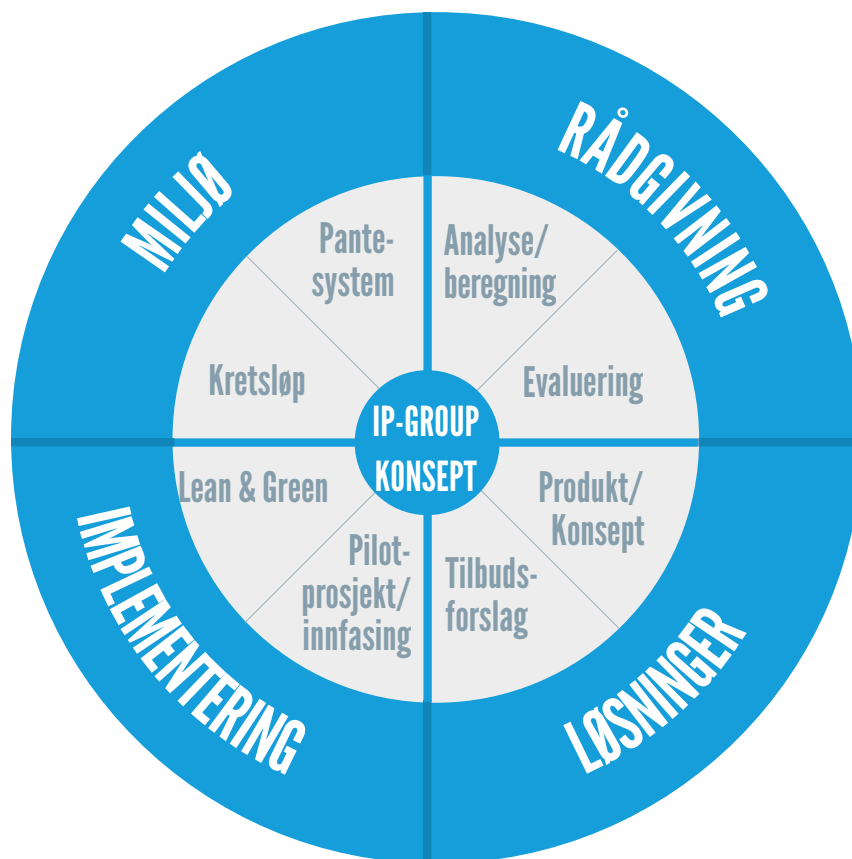 MILJØ
RÅDGIVNING
Pante-
system
Analyse/
beregning
Kretsløp
Evaluering
IP-GROUP
KONSEPT
Lean & Green
Produkt/
Konsept
Pilot-
prosjekt/
innfasing
Tilbuds-
forslag
IMPLEMENTERING
LØSNINGER